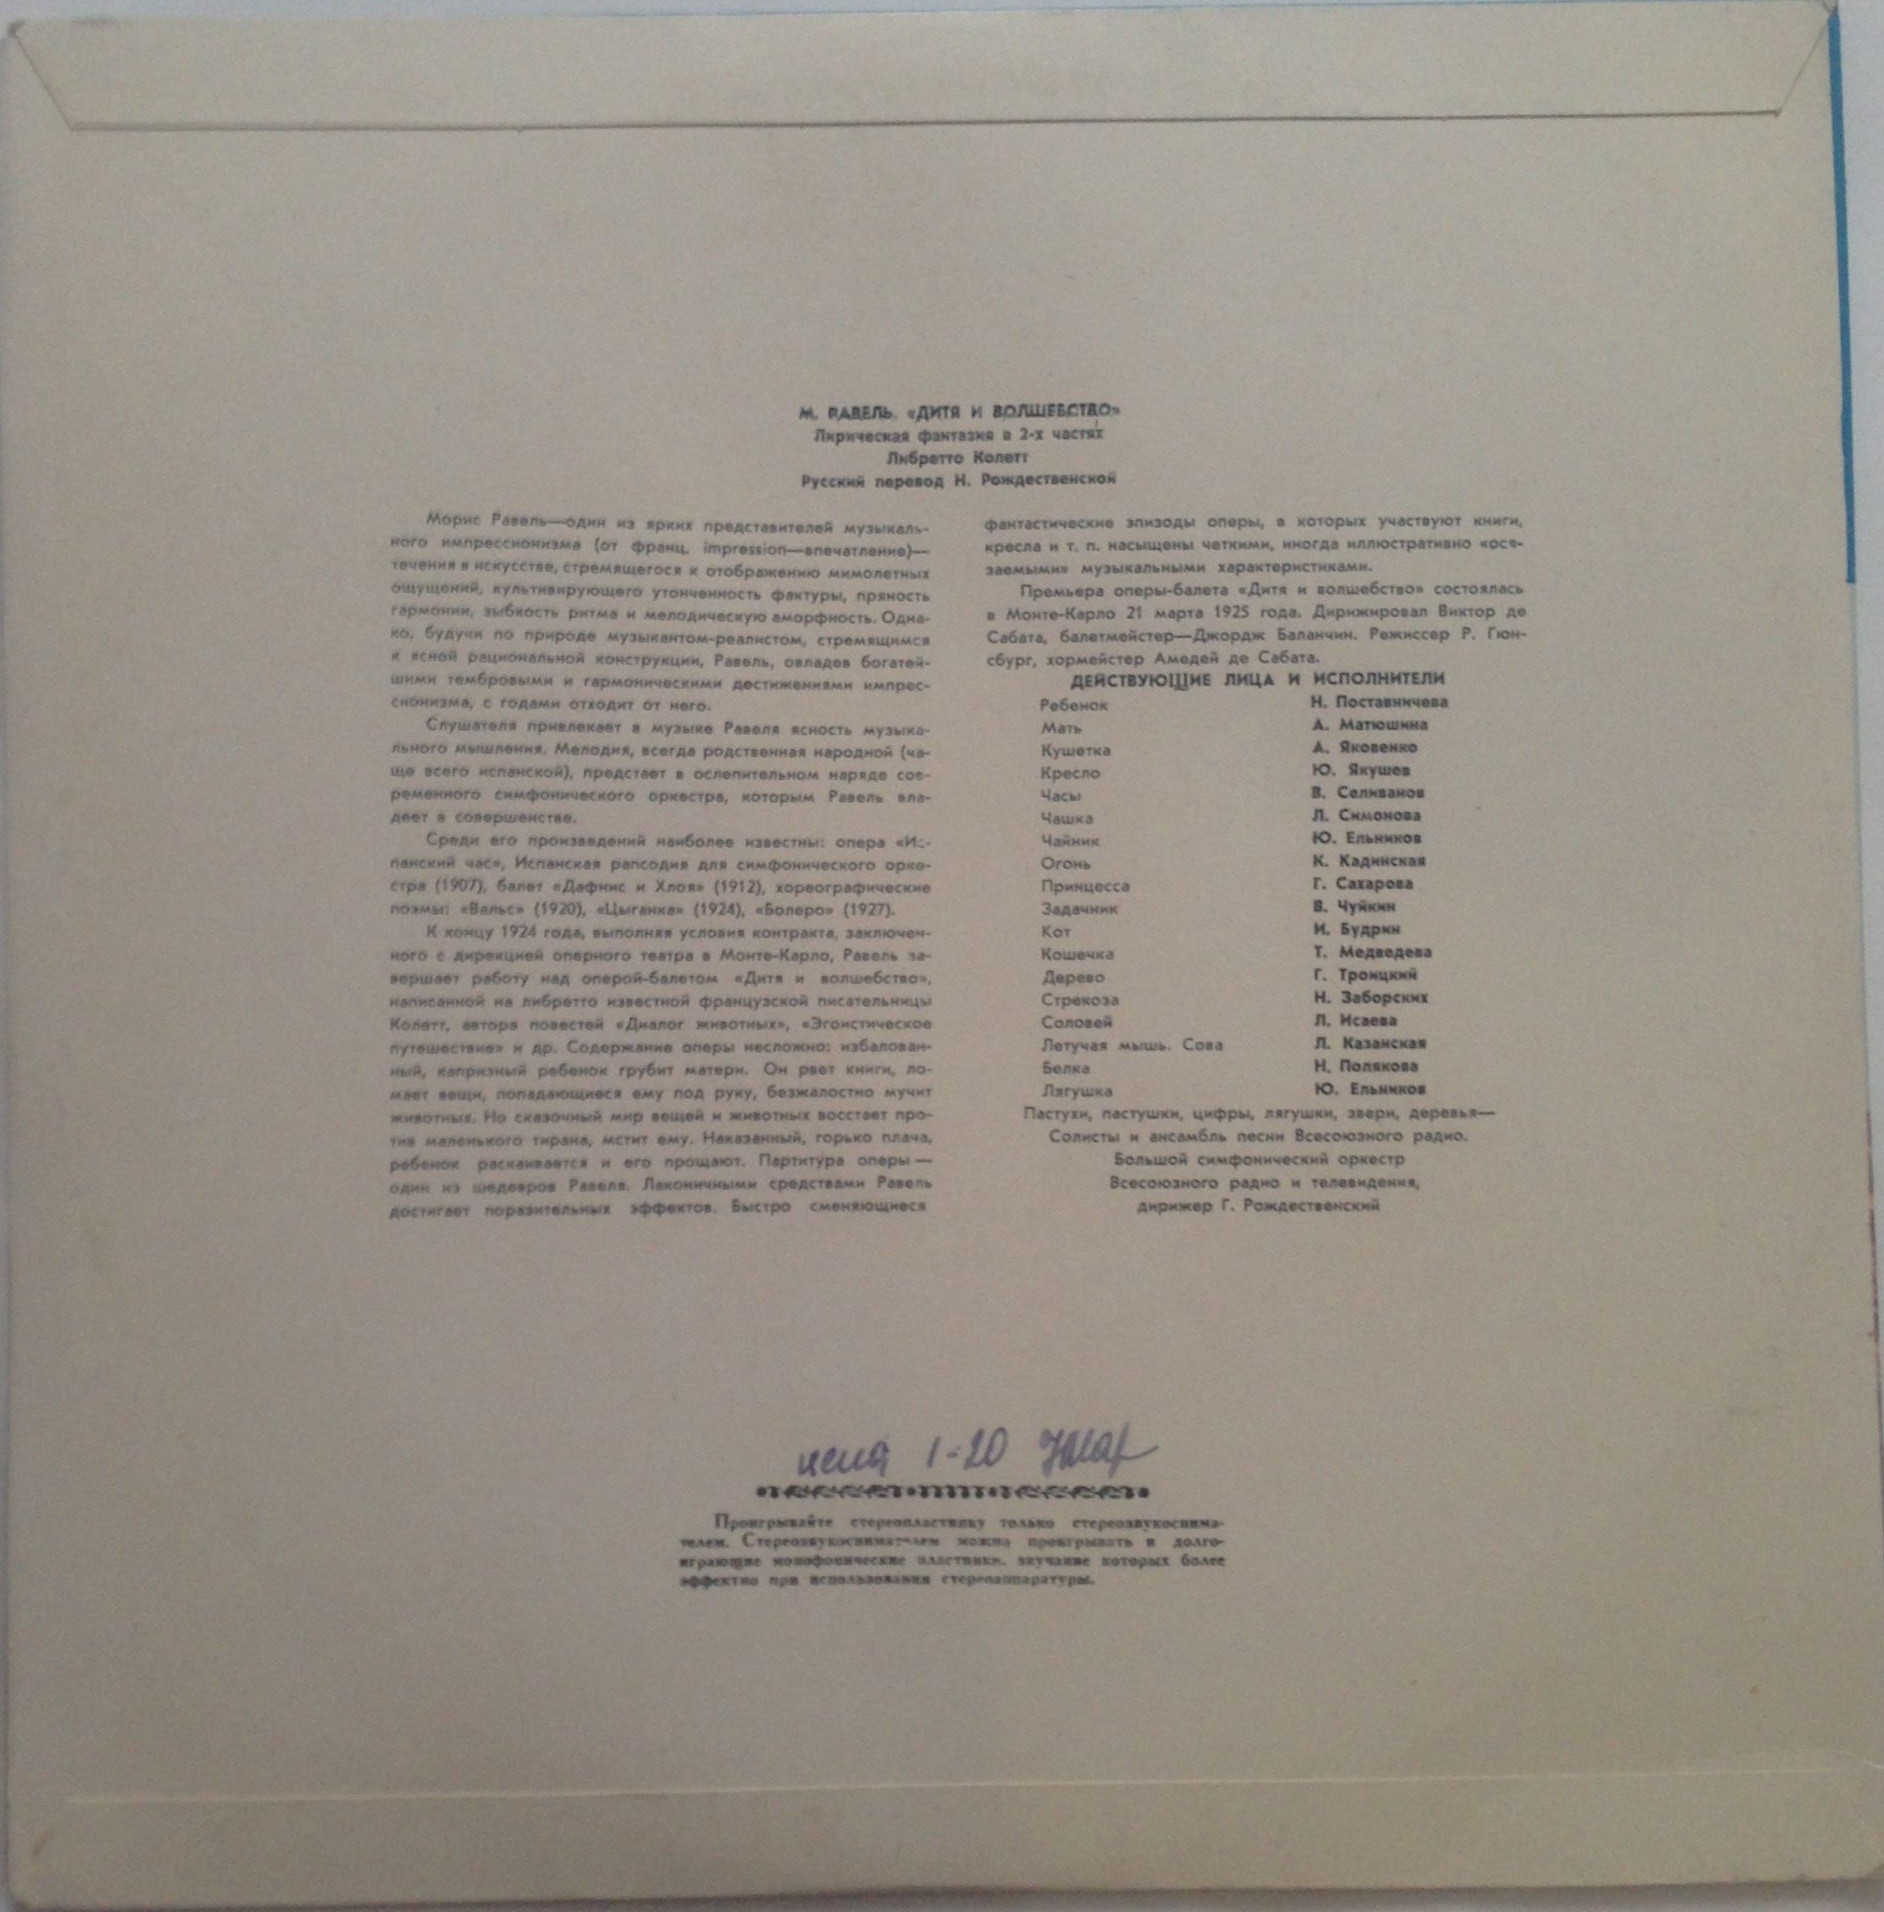 М. РАВЕЛЬ. «ДИТЯ И ВОЛШЕБСТВО»
Лирическая фантазия в 2-х частях
Либретто Колетт
Русский перевод Н. Рождественской
Морис Равель—один из ярких представителей музыкаль-
ного импрессионизма (от франц. impression—впечатление)—
течения в искусстве, стремящегося к отображению мимолетных
ощущений, культивирующего утонченность фактуры, пряность
гармонии, зыбкость ритма и мелодическую аморфность. Одна-
ко, будучи по природе музыкантом-реалистом, стремящимся
к ясной рациональной конструкции, Равель, овладев богатей-
шими тембровыми и гармоническими достижениями импрес-
сионизма, с годами отходит от него.
Слушателя привлекает в музыке Равеля ясность музыка-
льного мышления. Мелодия, всегда родственная народной (ча-
ще всего испанской), предстает в ослепительном наряде сов-
ременного симфонического оркестра, которым Равель вла-
деет в совершенстве.
Среди его произведений наиболее известны: опера «Ис-
панский час», Испанская рапсодия для симфонического орке-
стра (1907), балет «Дафнис и Хлоя» (1912), хореографические
поэмы: «Вальс» (1920), «Цыганка» (1924), «Болеро» (1927).
К концу 1924 года, выполняя условия контракта, заключен-
ного с дирекцией оперного театра в Монте-Карло, Равель за-
вершает работу над оперой-балетом «Дитя и волшебство»,
написанной на либретто известной французской писательницы
Колетт, автора повестей «Диалог животных», «Эгоистическое
путешествие» и др. Содержание оперы несложно: избалован-
ный, капризный ребенок грубит матери. Он рвет книги, ло-
мает вещи, попадающиеся ему под руку, безжалостно мучит
животных. Но сказочный мир вещей и животных восстает про-
тив маленького тирана, мстит ему. Наказанный, горько плача,
ребенок раскаивается и его прощают. Партитура оперы —
один из шедевров Равеля. Лаконичными средствами Равель
достигает поразительных эффектов. Быстро сменяющиеся
фантастические эпизоды оперы, в которых участвуют книги,
кресла и т. п. насыщены четкими, иногда иллюстративно «ося-
заемыми» музыкальными характеристиками.
Премьера оперы-балета «Дитя и волшебство» состоялась
в Монте-Карло 21 марта 1925 года. Дирижировал Виктор де
Сабата, балетмейстер—Джордж Баланчин. Режиссер Р. Гюн-
сбург, хормейстер Амедей де Сабата.
ДЕЙСТВУЮЩИЕ ЛИЦА И ИСПОЛНИТЕЛИ
Ребенок Н. Поставничева
Мать А. Матюшина
Кушетка А. Яковенко
Кресло Ю. Якушев
Часы В. Селиванов
Чашка Л. Симонова
Чайник Ю. Ельников
Огонь К. Кадинская
Принцесса Г. Сахарова
Задачник В. Чуйкин
Кот И. Будрин
Кошечка Т. Медведева
Дерево Г. Троицкий
Стрекоза Н. Заборских
Соловей Л. Исаева
Летучая мышь. Сова Л. Казанская
Белка Н. Полякова
Лягушка Ю. Ельников
Пастухи, пастушки, цифры, лягушки, звери, деревья—
Солисты и ансамбль песни Всесоюзного радио.
Большой симфонический оркестр
Всесоюзного радио и телевидения,
дирижер Г. Рождественский
цена 1-20
Проигрывайте стереопластинку только стереозвукоснима-
телем. Стереозвукоснимателем можно проигрывать и долго-
играющие монофонические пластинки, звучание которых более
эффектно при использовании стереоаппаратуры.